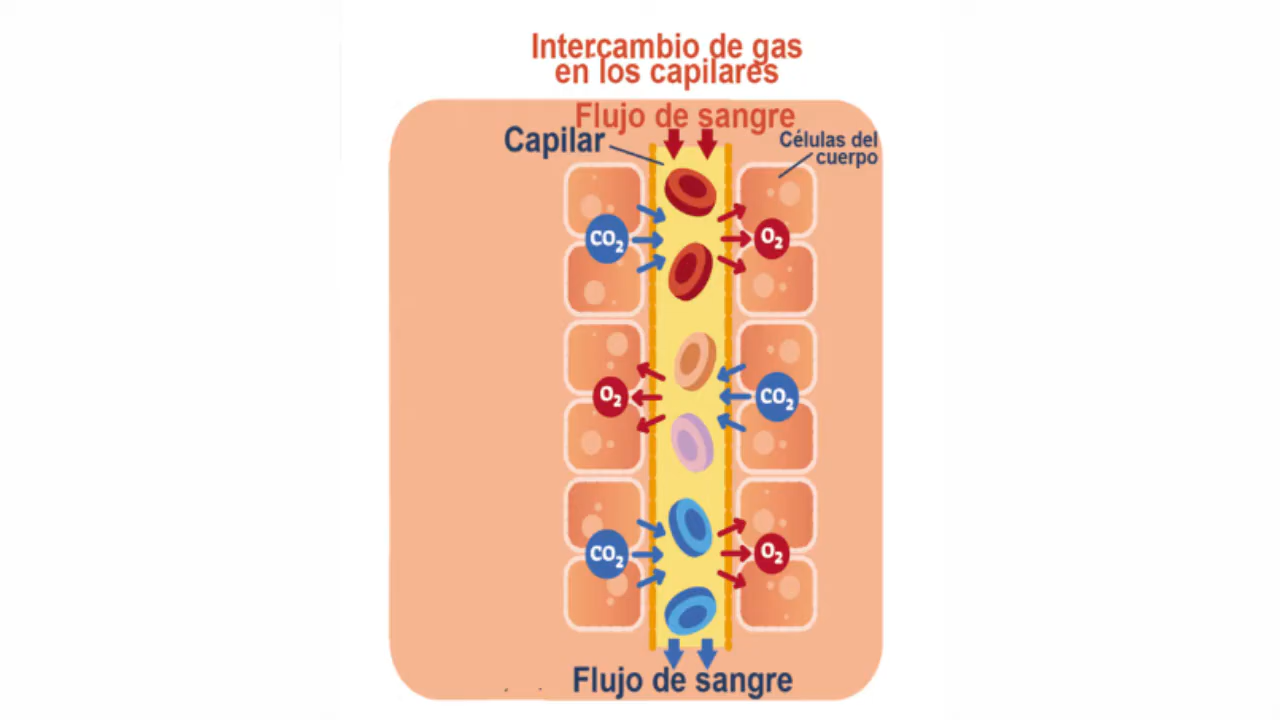 Intercambio de gas
en los capilares
Flujo de sangre
Capilar
Células del
cuerpo
CO₂
O₂
O₂
CO₂
CO₂
O₂
Flujo de sangre